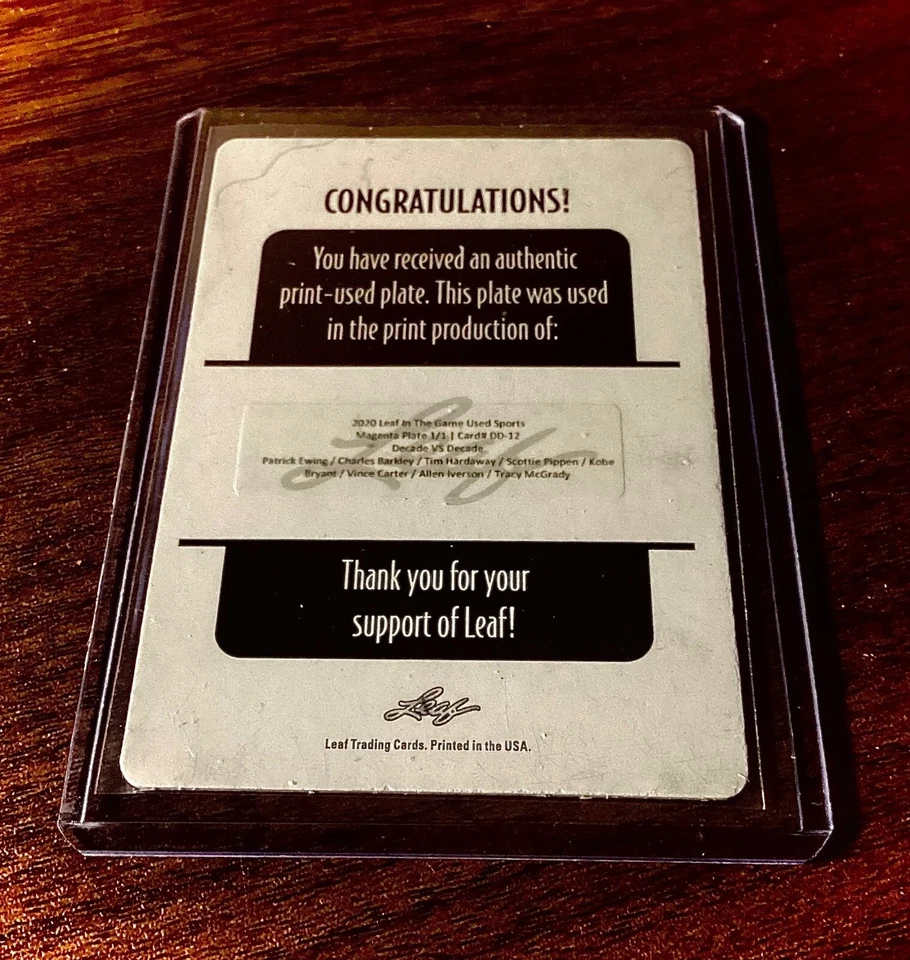 CONGRATULATIONS!
You have received an authentic
print-used plate. This plate was used
in the print production of:
2020 Leaf In The Game Used Sports
Magenta Plate 1/1 | Card# DD-12
Decade VS Decade
Patrick Ewing / Charles Barkley / Tim Hardaway / Scottie Pippen / Kobe
Bryant / Vince Carter / Allen Iverson / Tracy McGrady
Leaf
Thank you for your
support of Leaf!
Leaf
Leaf Trading Cards. Printed in the USA.